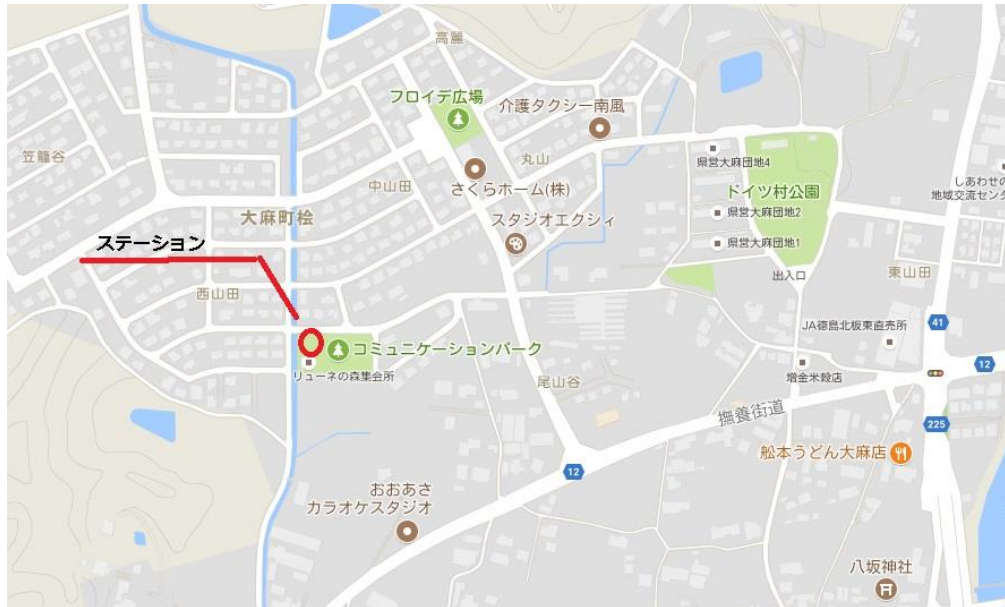 高麗
フロイデ広場
介護タクシー南風
笠籠谷
丸山
県営大麻団地4
中山田
さくらホーム(株)
ドイツ村公園
しあわせの
地域交流センタ
大麻町桧
スタジオエクシィ
県営大麻団地2
ステーション
県営大麻団地1
東山田
出入口
西山田
41
JA徳島北板東直売所
コミュニケーションパーク
リューネの森集会所
尾山谷
増金米穀店
12
撫養街道
225
舩本うどん大麻店
12
おおあさ
カラオケスタジオ
八坂神社